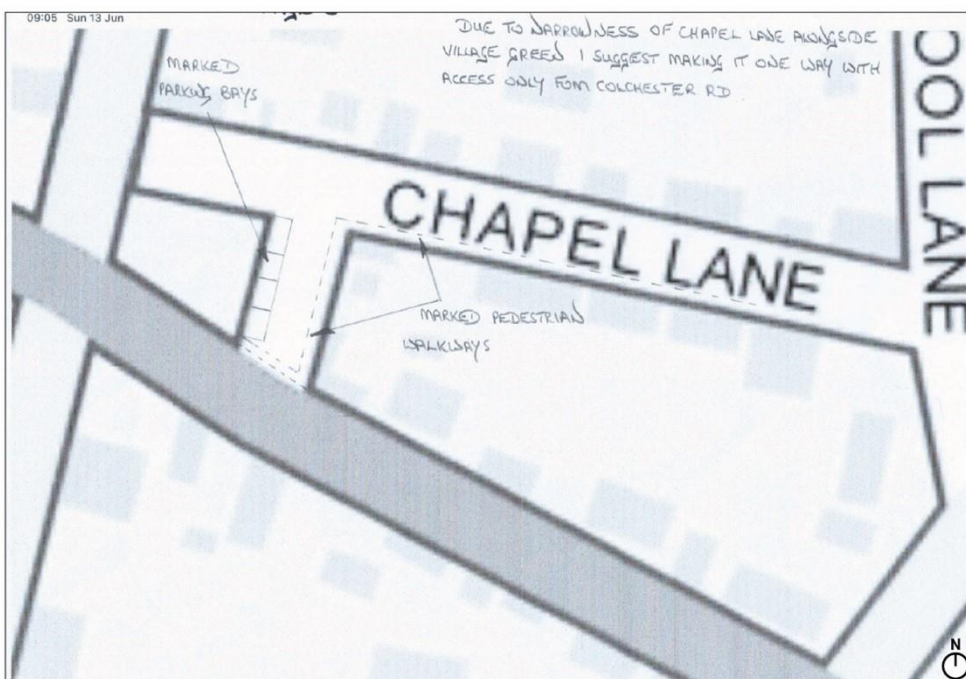 09:05 Sun 13 Jun
DUE TO NARROWNESS OF CHAPEL LANE ALONGSIDE
VILLAGE GREEN I SUGGEST MAKING IT ONE WAY WITH
ACCESS ONLY FOM COLCHESTER RD
MARKED
PARKING BAYS
CHAPEL LANE
OOL LANE
MARKED PEDESTRIAN
WALKWAYS
N